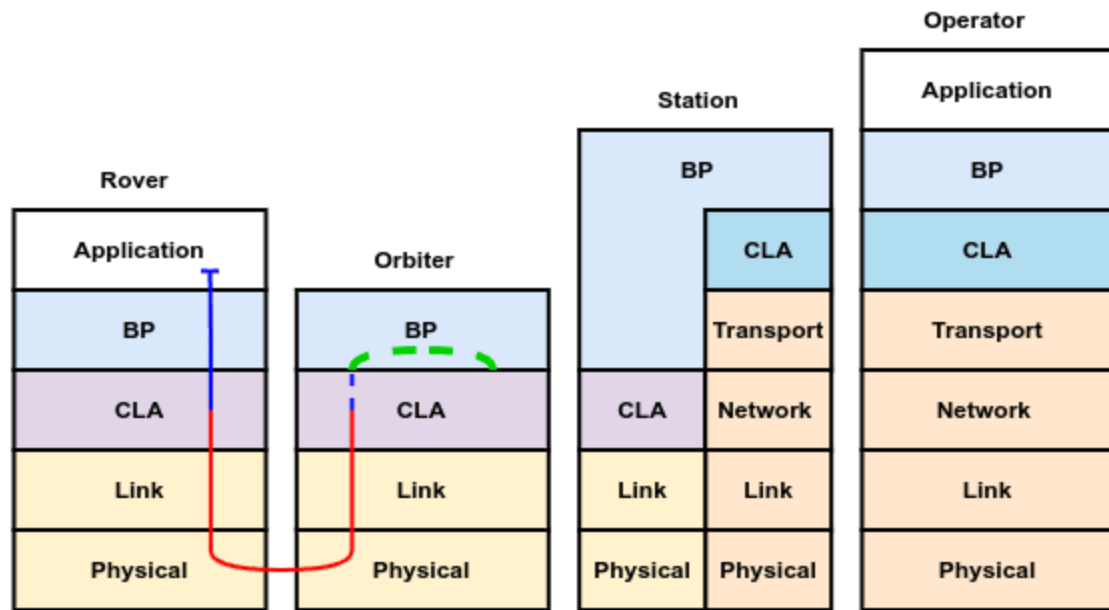 Operator
Application
BP
CLA
Transport
Network
Link
Physical
Station
BP
CLA
Transport
CLA
Network
Link
Link
Physical
Physical
Rover
Application
BP
CLA
Link
Physical
Orbiter
BP
CLA
Link
Physical